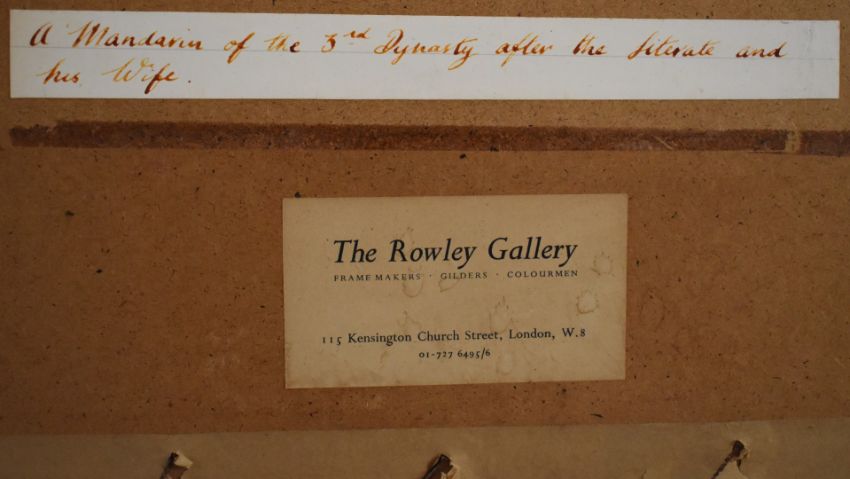 A Mandarin of the 3rd Dynasty after the literate and
his Wife.
The Rowley Gallery
FRAME MAKERS · GILDERS · COLOURMEN
115 Kensington Church Street, London, W.8
01-727 6495/6